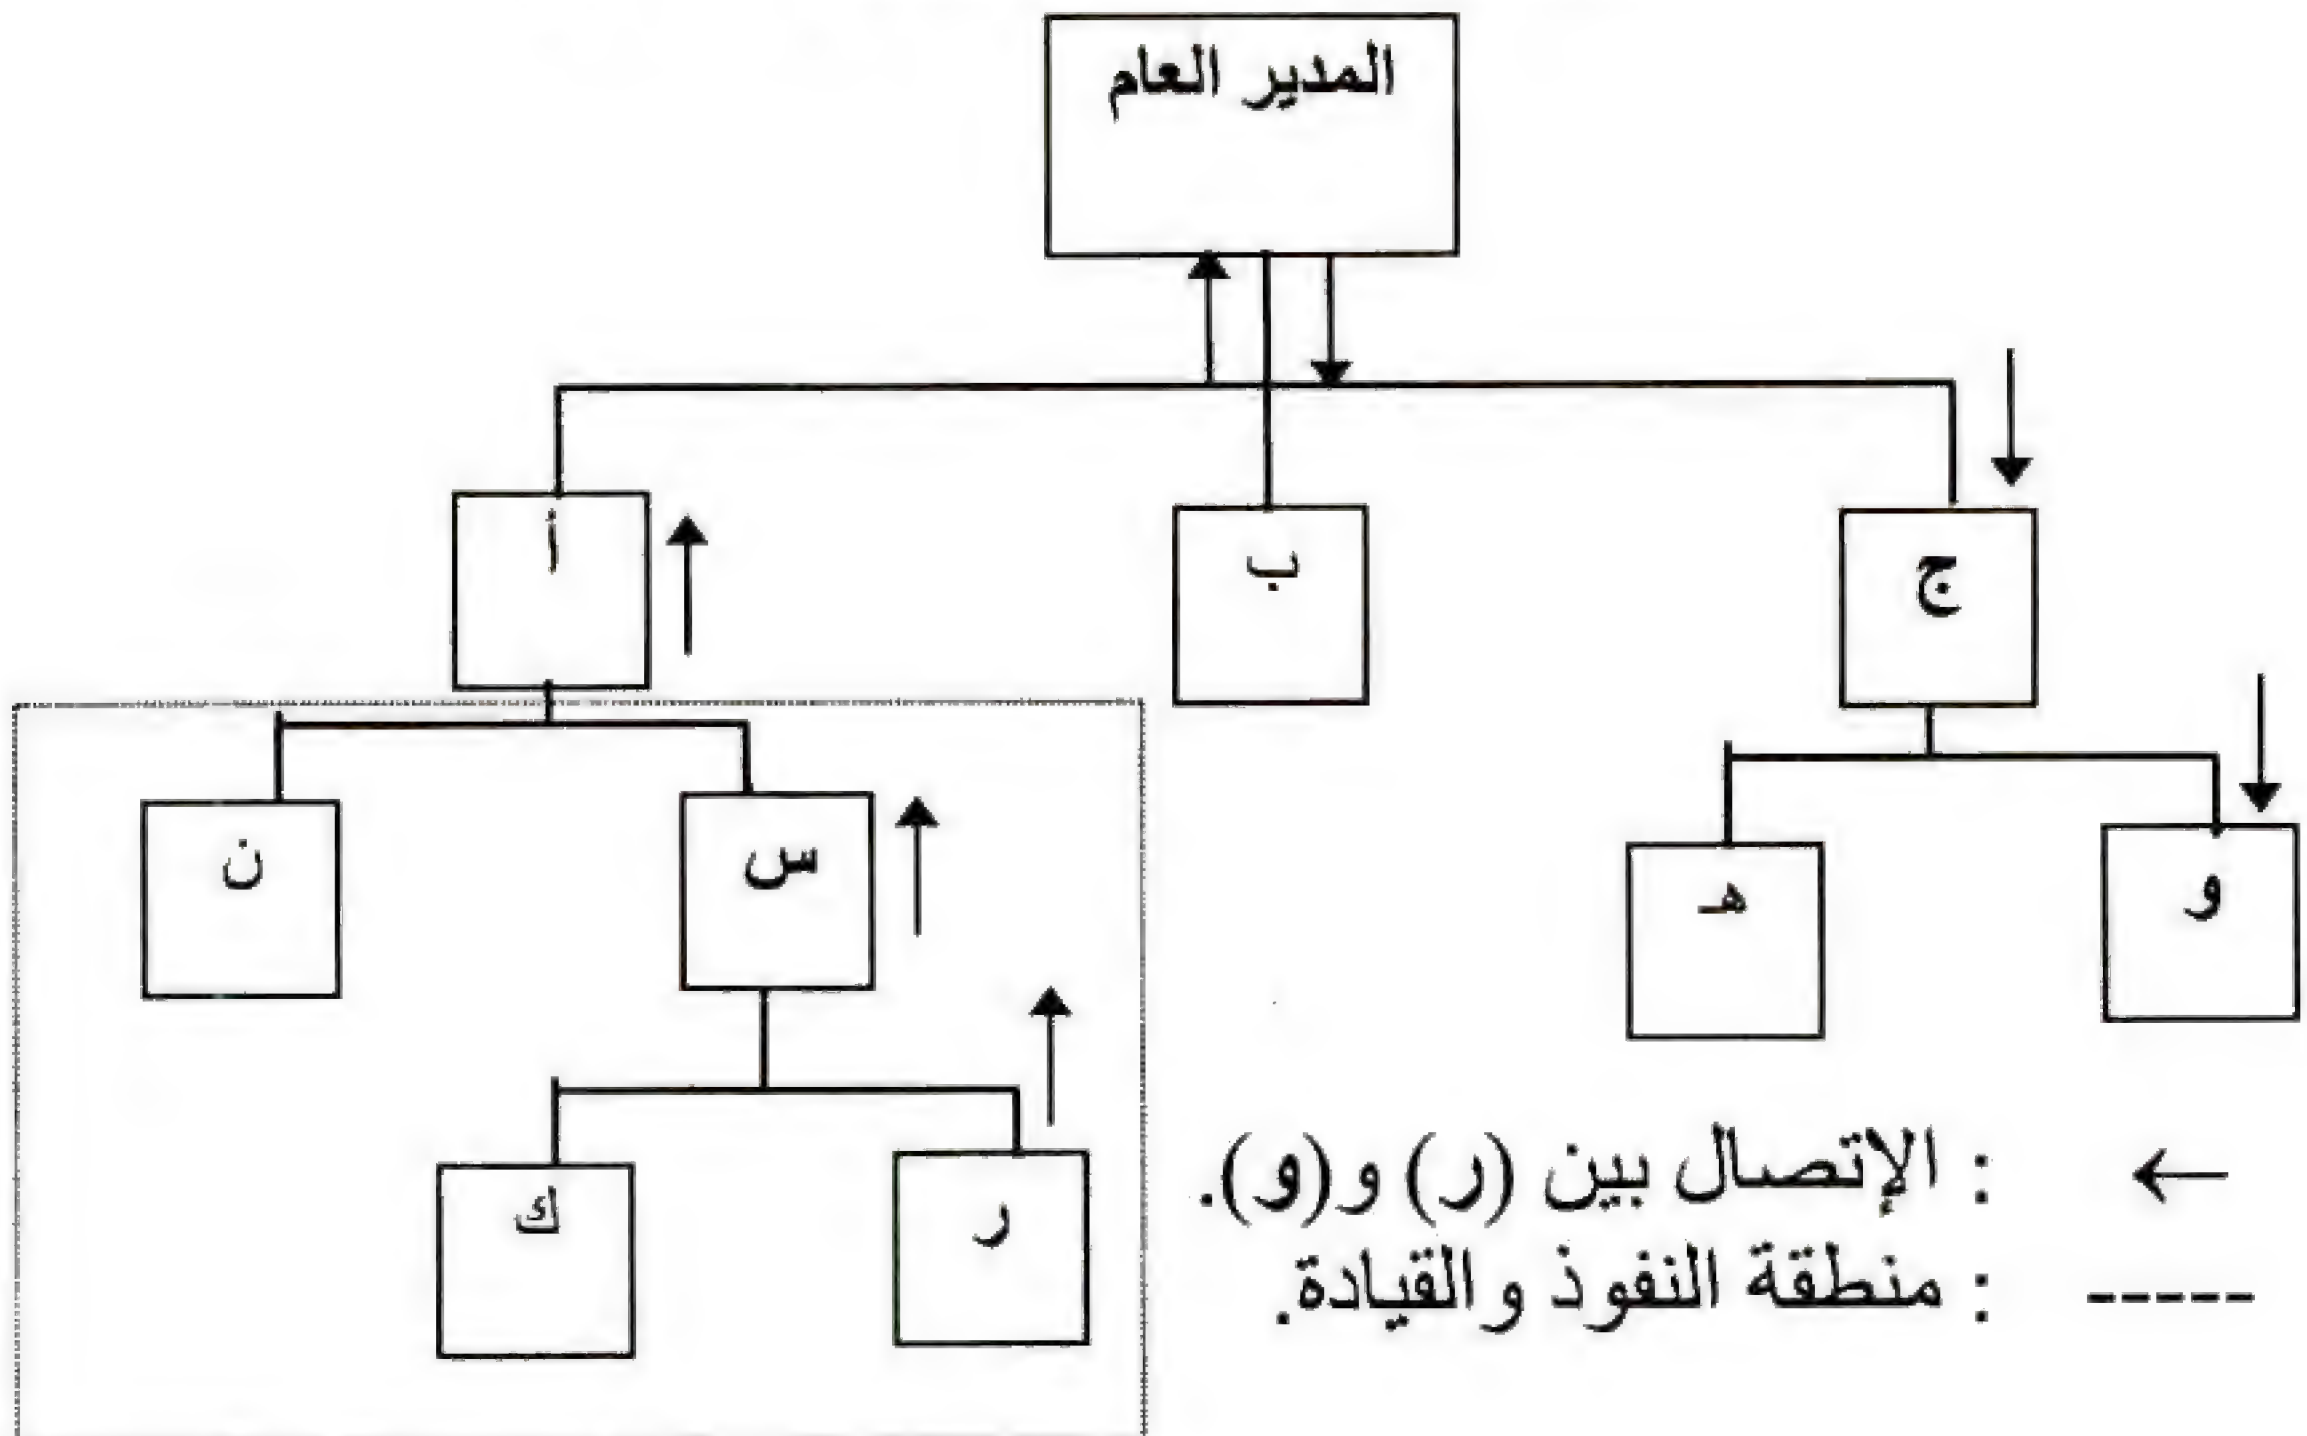 المدير العام
ج
ب
أ
و
هـ
س
ن
ر
ك
← : الإتصال بين (ر) و(و).
----- : منطقة النفوذ والقيادة.